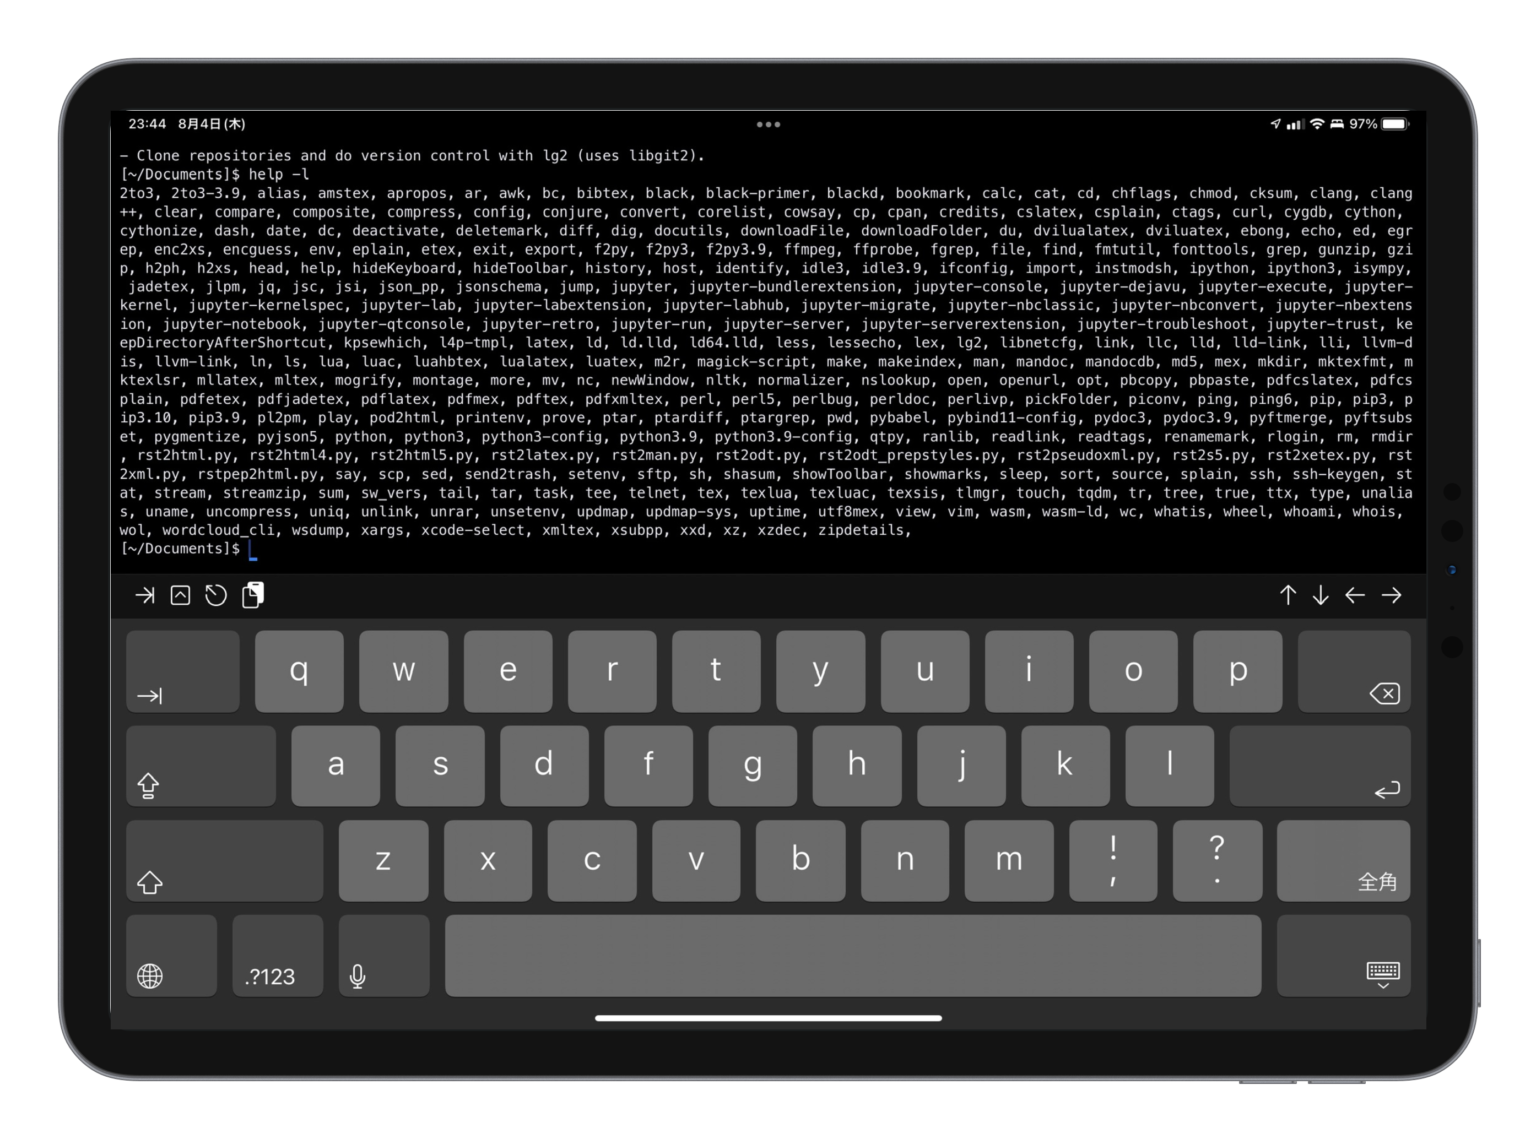 23:44 8月4日(木) 97%
- Clone repositories and do version control with lg2 (uses libgit2).
[~/Documents]$ help -l
2to3, 2to3-3.9, alias, amstex, apropos, ar, awk, bc, bibtex, black, black-primer, blackd, bookmark, calc, cat, cd, chflags, chmod, cksum, clang, clang
++, clear, compare, composite, compress, config, conjure, convert, corelist, cowsay, cp, cpan, credits, cslatex, csplain, ctags, curl, cygdb, cython,
cythonize, dash, date, dc, deactivate, deletemark, diff, dig, docutils, downloadFile, downloadFolder, du, dvilualatex, dviluatex, ebong, echo, ed, egr
ep, enc2xs, encguess, env, eplain, etex, exit, export, f2py, f2py3, f2py3.9, ffmpeg, ffprobe, fgrep, file, find, fmtutil, fonttools, grep, gunzip, gzi
p, h2ph, h2xs, head, help, hideKeyboard, hideToolbar, history, host, identify, idle3, idle3.9, ifconfig, import, instmodsh, ipython, ipython3, isympy,
jadetex, jlpm, jq, jsc, jsi, json_pp, jsonschema, jump, jupyter, jupyter-bundlerextension, jupyter-console, jupyter-dejavu, jupyter-execute, jupyter-
kernel, jupyter-kernelspec, jupyter-lab, jupyter-labextension, jupyter-labhub, jupyter-migrate, jupyter-nbclassic, jupyter-nbconvert, jupyter-nbextens
ion, jupyter-notebook, jupyter-qtconsole, jupyter-retro, jupyter-run, jupyter-server, jupyter-serverextension, jupyter-troubleshoot, jupyter-trust, ke
epDirectoryAfterShortcut, kpsewhich, l4p-tmpl, latex, ld, ld.lld, ld64.lld, less, lessecho, lex, lg2, libnetcfg, link, llc, lld, lld-link, lli, llvm-d
is, llvm-link, ln, ls, lua, luac, luahbtex, lualatex, luatex, m2r, magick-script, make, makeindex, man, mandoc, mandocdb, md5, mex, mkdir, mktexfmt, m
ktexlsr, mllatex, mltex, mogrify, montage, more, mv, nc, newWindow, nltk, normalizer, nslookup, open, openurl, opt, pbcopy, pbpaste, pdfcslatex, pdfcs
plain, pdfetex, pdfjadetex, pdflatex, pdfmex, pdftex, pdfxmltex, perl, perl5, perlbug, perldoc, perlivp, pickFolder, piconv, ping, ping6, pip, pip3, p
ip3.10, pip3.9, pl2pm, play, pod2html, printenv, prove, ptar, ptardiff, ptargrep, pwd, pybabel, pybind11-config, pydoc3, pydoc3.9, pyftmerge, pyftsubs
et, pygmentize, pyjson5, python, python3, python3-config, python3.9, python3.9-config, qtpy, ranlib, readlink, readtags, renamemark, rlogin, rm, rmdir
, rst2html.py, rst2html4.py, rst2html5.py, rst2latex.py, rst2man.py, rst2odt.py, rst2odt_prepstyles.py, rst2pseudoxml.py, rst2s5.py, rst2xetex.py, rst
2xml.py, rstpep2html.py, say, scp, sed, send2trash, setenv, sftp, sh, shasum, showToolbar, showmarks, sleep, sort, source, splain, ssh, ssh-keygen, st
at, stream, streamzip, sum, sw_vers, tail, tar, task, tee, telnet, tex, texlua, texluac, texsis, tlmgr, touch, tqdm, tr, tree, true, ttx, type, unalia
s, uname, uncompress, uniq, unlink, unrar, unsetenv, updmap, updmap-sys, uptime, utf8mex, view, vim, wasm, wasm-ld, wc, whatis, wheel, whoami, whois,
wol, wordcloud_cli, wsdump, xargs, xcode-select, xmltex, xsubpp, xxd, xz, xzdec, zipdetails,
[~/Documents]$
q w e r t y u i o p
a s d f g h j k l
z x c v b n m ! , ? . 全角
.?123